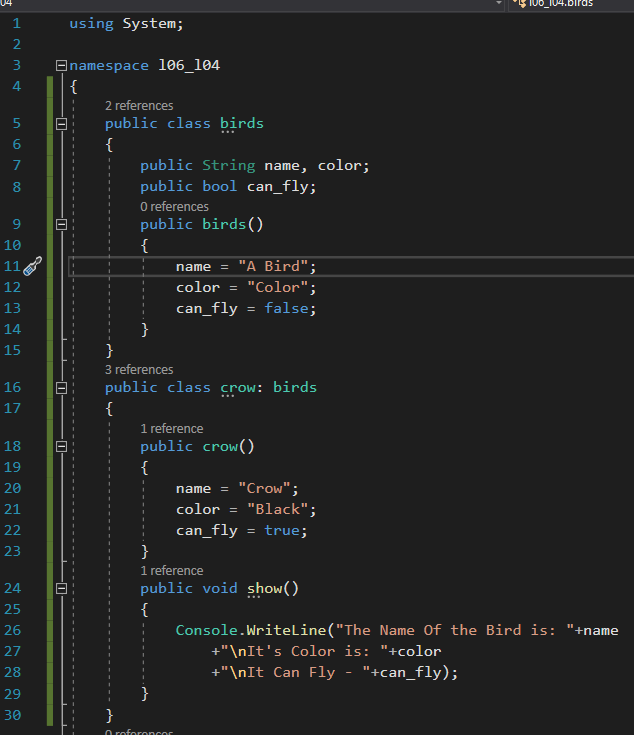 04
l06_l04.birds
1 using System;
2
3 namespace l06_l04
4 {
2 references
5 public class birds
6 {
7 public String name, color;
8 public bool can_fly;
0 references
9 public birds()
10 {
11 name = "A Bird";
12 color = "Color";
13 can_fly = false;
14 }
15 }
3 references
16 public class crow: birds
17 {
1 reference
18 public crow()
19 {
20 name = "Crow";
21 color = "Black";
22 can_fly = true;
23 }
1 reference
24 public void show()
25 {
26 Console.WriteLine("The Name Of the Bird is: "+name
27 +"\nIt's Color is: "+color
28 +"\nIt Can Fly - "+can_fly);
29 }
30 }
0 references